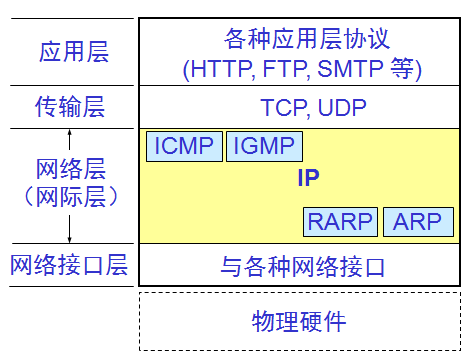 应用层
各种应用层协议
(HTTP, FTP, SMTP 等)
传输层
TCP, UDP
网络层
（网际层）
ICMP
IGMP
IP
RARP
ARP
网络接口层
与各种网络接口
物理硬件